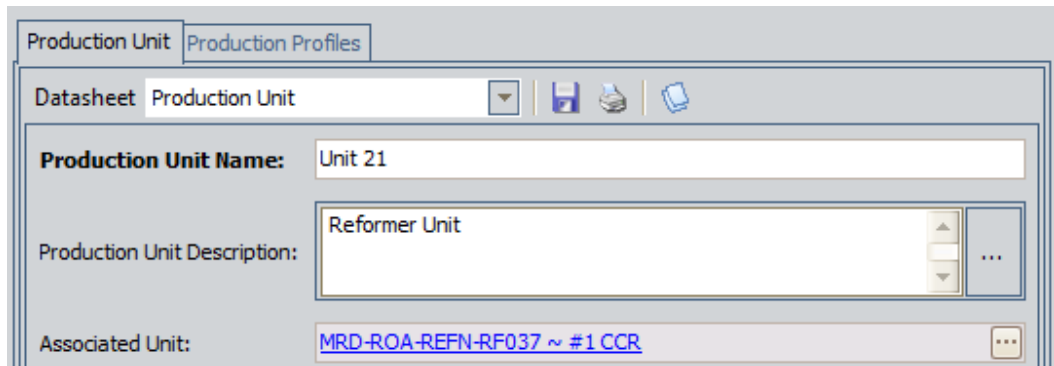 Production Unit Production Profiles
Datasheet Production Unit
Production Unit Name: Unit 21
Production Unit Description: Reformer Unit
...
Associated Unit: MRD-ROA-REFN-RF037 ~ #1 CCR ...